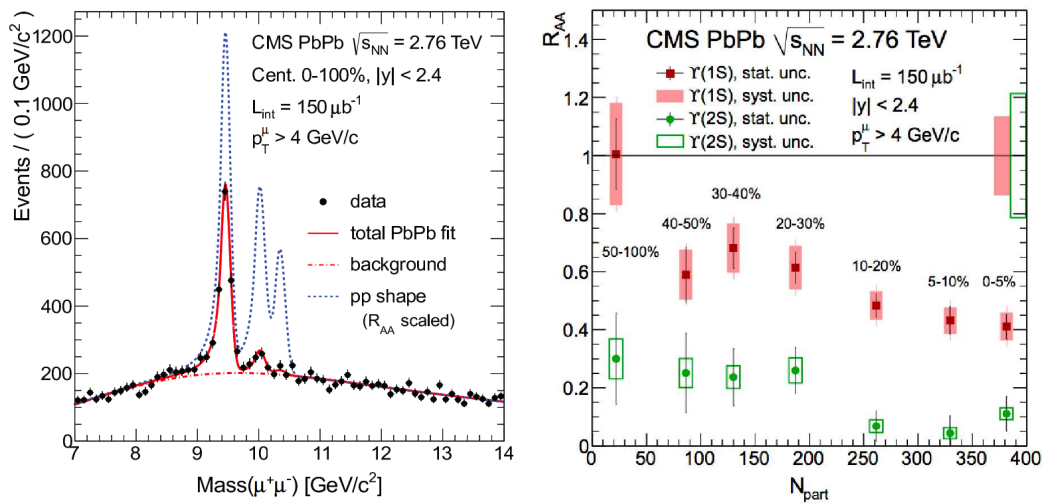 Events / ( 0.1 GeV/c²)
1200
1000
800
600
400
200
0
7 8 9 10 11 12 13 14
Mass(μ⁺μ⁻) [GeV/c²]
CMS PbPb √sNN = 2.76 TeV
Cent. 0-100%, |y| < 2.4
Lint = 150 μb⁻¹
pTμ > 4 GeV/c
data
total PbPb fit
background
pp shape
(RAA scaled)
RAA
1.4
1.2
1
0.8
0.6
0.4
0.2
0
0 50 100 150 200 250 300 350 400
Npart
CMS PbPb √sNN = 2.76 TeV
ϒ(1S), stat. unc.
ϒ(1S), syst. unc.
ϒ(2S), stat. unc.
ϒ(2S), syst. unc.
Lint = 150 μb⁻¹
|y| < 2.4
pTμ > 4 GeV/c
50-100%
40-50%
30-40%
20-30%
10-20%
5-10%
0-5%